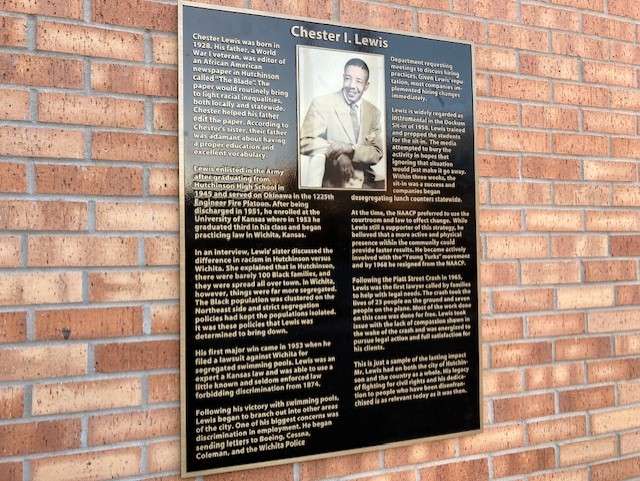 Chester I. Lewis
Chester Lewis was born in
1928. His father, a World
War I veteran, was editor of
an African American
newspaper in Hutchinson
called "The Blade". The
paper would routinely bring
to light racial inequalities,
both locally and statewide.
Chester helped his father
edit the paper. According to
Chester's sister, their father
was adamant about having
a proper education and
excellent vocabulary.
Lewis enlisted in the Army
after graduating from
Hutchinson High School in
1945 and served on Okinawa in the 1225th
Engineer Fire Platoon. After being
discharged in 1951, he enrolled at the
University of Kansas where in 1953 he
graduated third in his class and began
practicing law in Wichita, Kansas.
In an interview, Lewis' sister discussed the
difference in racism in Hutchinson versus
Wichita. She explained that in Hutchinson,
there were barely 100 Black families, and
they were spread all over town. In Wichita,
however, things were far more segregated.
The Black population was clustered on the
Northeast side and strict segregation
policies had kept the populations isolated.
It was these policies that Lewis was
determined to bring down.
His first major win came in 1953 when he
filed a lawsuit against Wichita for
segregated swimming pools. Lewis was an
expert a Kansas law and was able to use a
little known and seldom enforced law
forbidding discrimination from 1874.
Following his victory with swimming pools,
Lewis began to branch out into other areas
of the city. One of his biggest concerns was
discrimination in employment. He began
sending letters to Boeing, Cessna,
Coleman, and the Wichita Police
Department requesting
meetings to discuss hiring
practices. Given Lewis' repu-
tation, most companies im-
plemented hiring changes
immediately.
Lewis is widely regarded as
instrumental in the Dockum
Sit-in of 1958. Lewis trained
and prepped the students
for the sit-in. The media
attempted to bury the
activity in hopes that
ignoring that situation
would just make it go away.
Within three weeks, the
sit-in was a success and
companies began
desegregating lunch counters statewide.
At the time, the NAACP preferred to use the
courtroom and law to effect change. While
Lewis still a supporter of this strategy, he
believed that a more active and physical
presence within the community could
provide faster results. He became actively
involved with the "Young Turks" movement
and by 1968 he resigned from the NAACP.
Following the Piatt Street Crash in 1965,
Lewis was the first lawyer called by families
to help with legal needs. The crash took the
lives of 23 people on the ground and seven
people on the plane. Most of the work done
on this case was done for free. Lewis took
issue with the lack of compassion shown in
the wake of the crash and was energized to
pursue legal action and full satisfaction for
his clients.
This is just a sample of the lasting impact
Mr. Lewis had on both the city of Hutchin-
son and the country as a whole. His legacy
of fighting for civil rights and his dedica-
tion to people who have been disenfran-
chised is as relevant today as it was then.